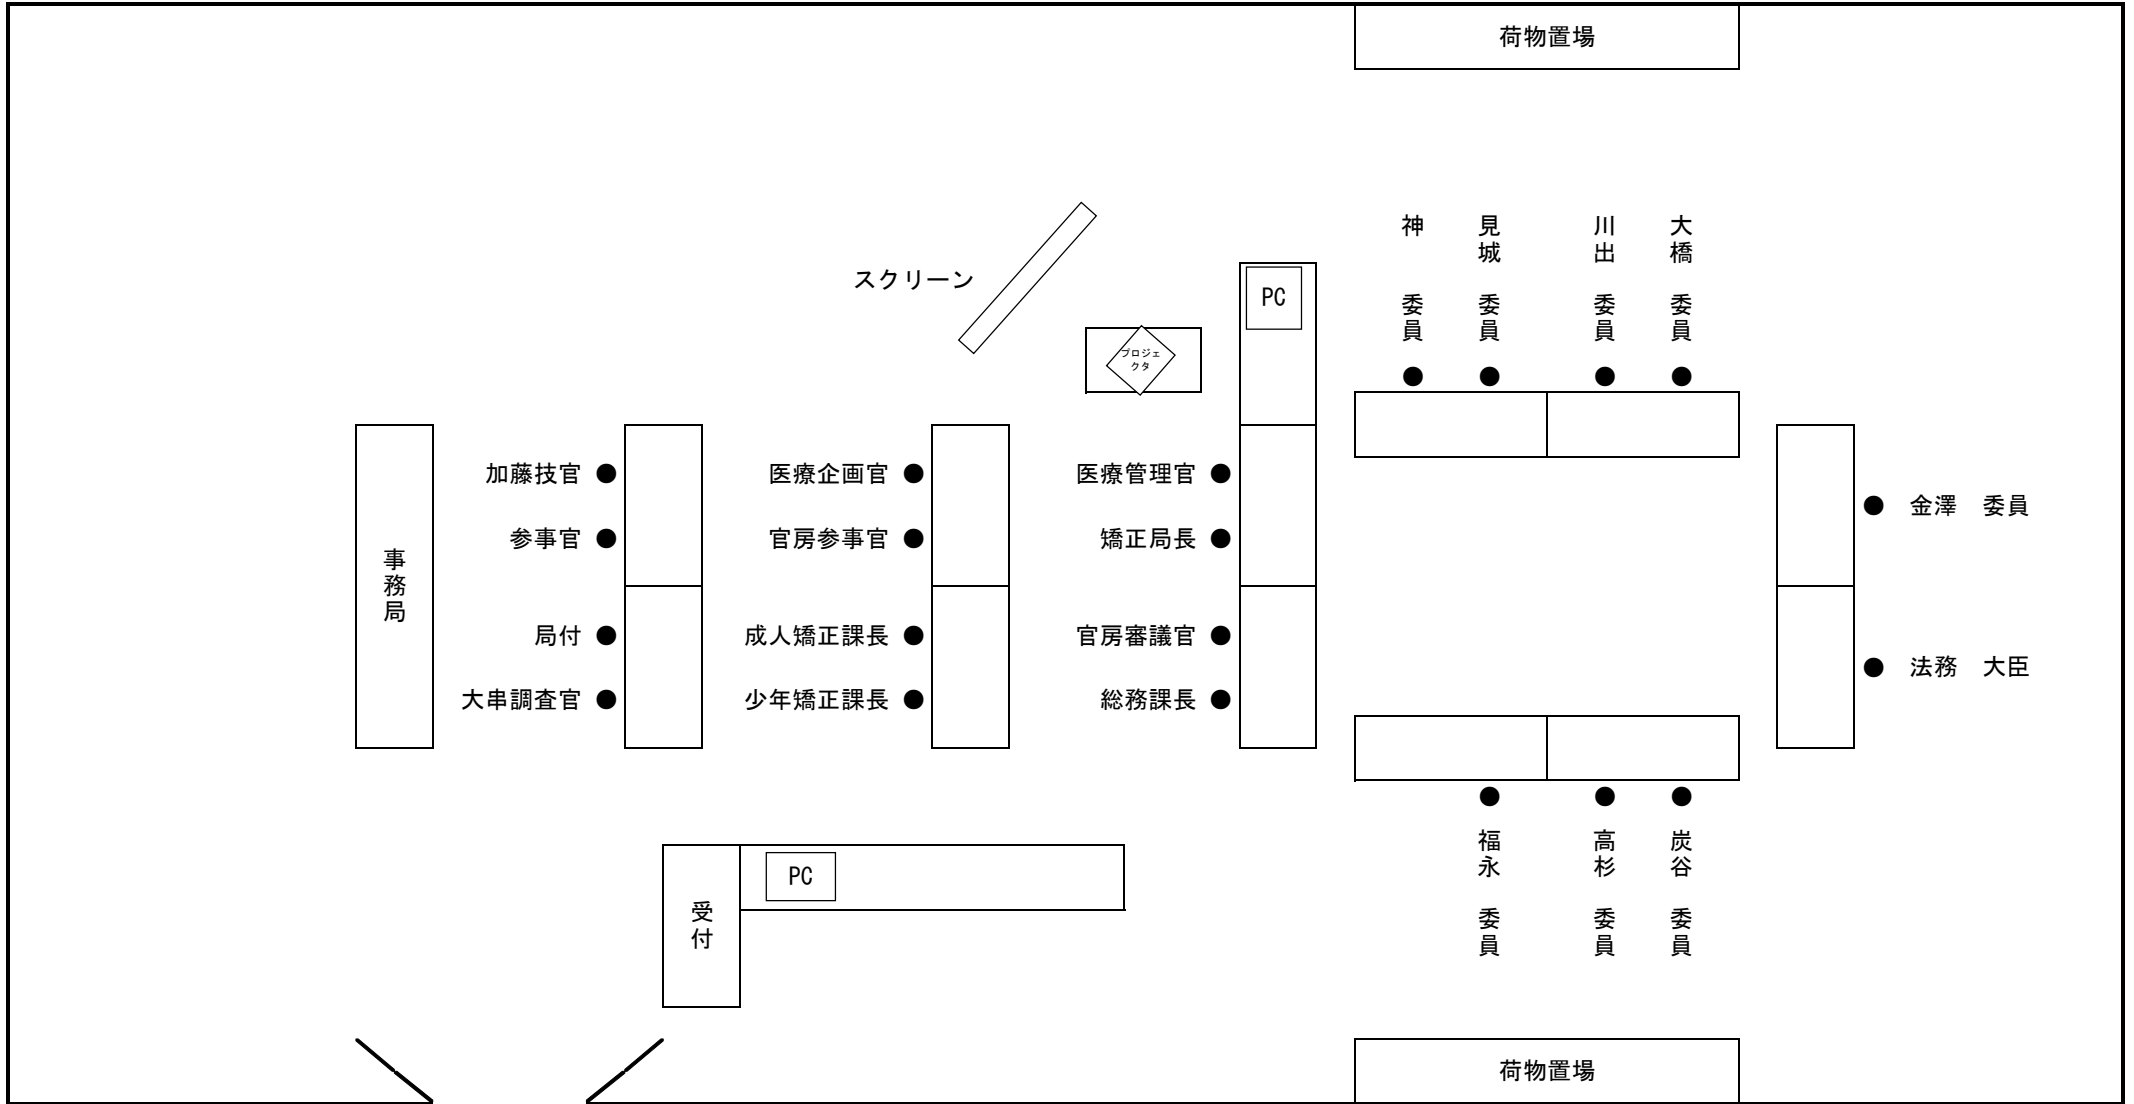 荷物置場
神　委員
見城　委員
川出　委員
大橋　委員
スクリーン
PC
プロジェ
クタ
加藤技官
医療企画官
医療管理官
金澤　委員
参事官
官房参事官
矯正局長
事務局
局付
成人矯正課長
官房審議官
法務　大臣
大串調査官
少年矯正課長
総務課長
福永　委員
高杉　委員
炭谷　委員
PC
受付
荷物置場